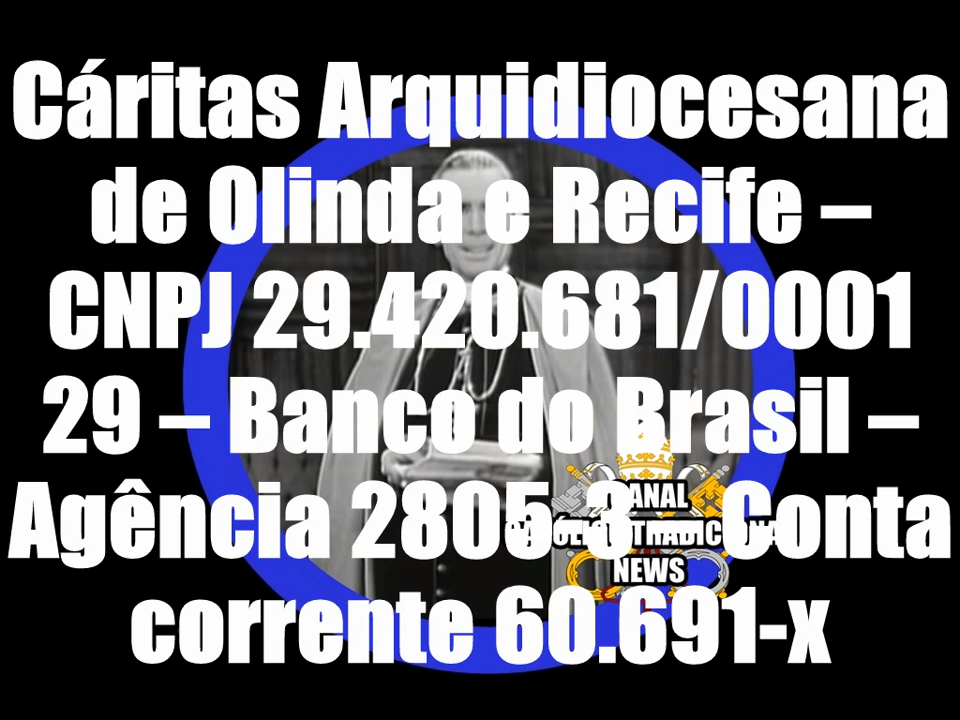 Cáritas Arquidiocesana
de Olinda e Recife –
CNPJ 29.420.681/0001
29 – Banco do Brasil –
Agência 2805-3 – Conta
corrente 60.691-x
NEWS